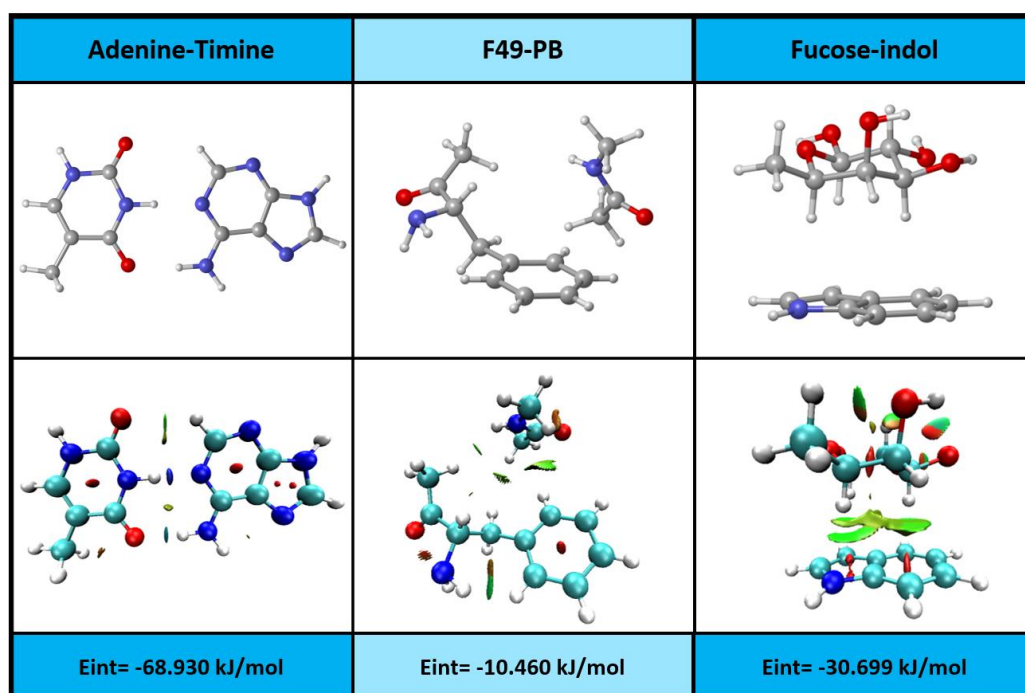 Adenine-Timine
F49-PB
Fucose-indol
Eint= -68.930 kJ/mol
Eint= -10.460 kJ/mol
Eint= -30.699 kJ/mol